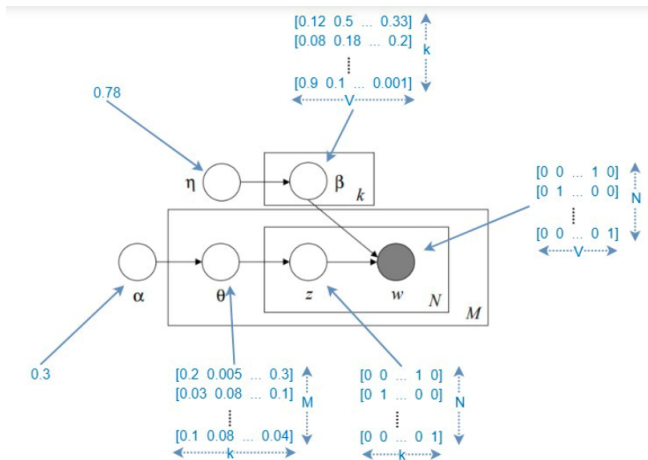 [0.12 0.5 ... 0.33]
[0.08 0.18 ... 0.2]
[0.9 0.1 ... 0.001]
k
V
0.78
η
β
k
[0 0 ... 1 0]
[0 1 ... 0 0]
[0 0 ... 0 1]
N
V
α
θ
z
w
N
M
0.3
[0.2 0.005 ... 0.3]
[0.03 0.08 ... 0.1]
[0.1 0.08 ... 0.04]
M
k
[0 0 ... 1 0]
[0 1 ... 0 0]
[0 0 ... 0 1]
N
k